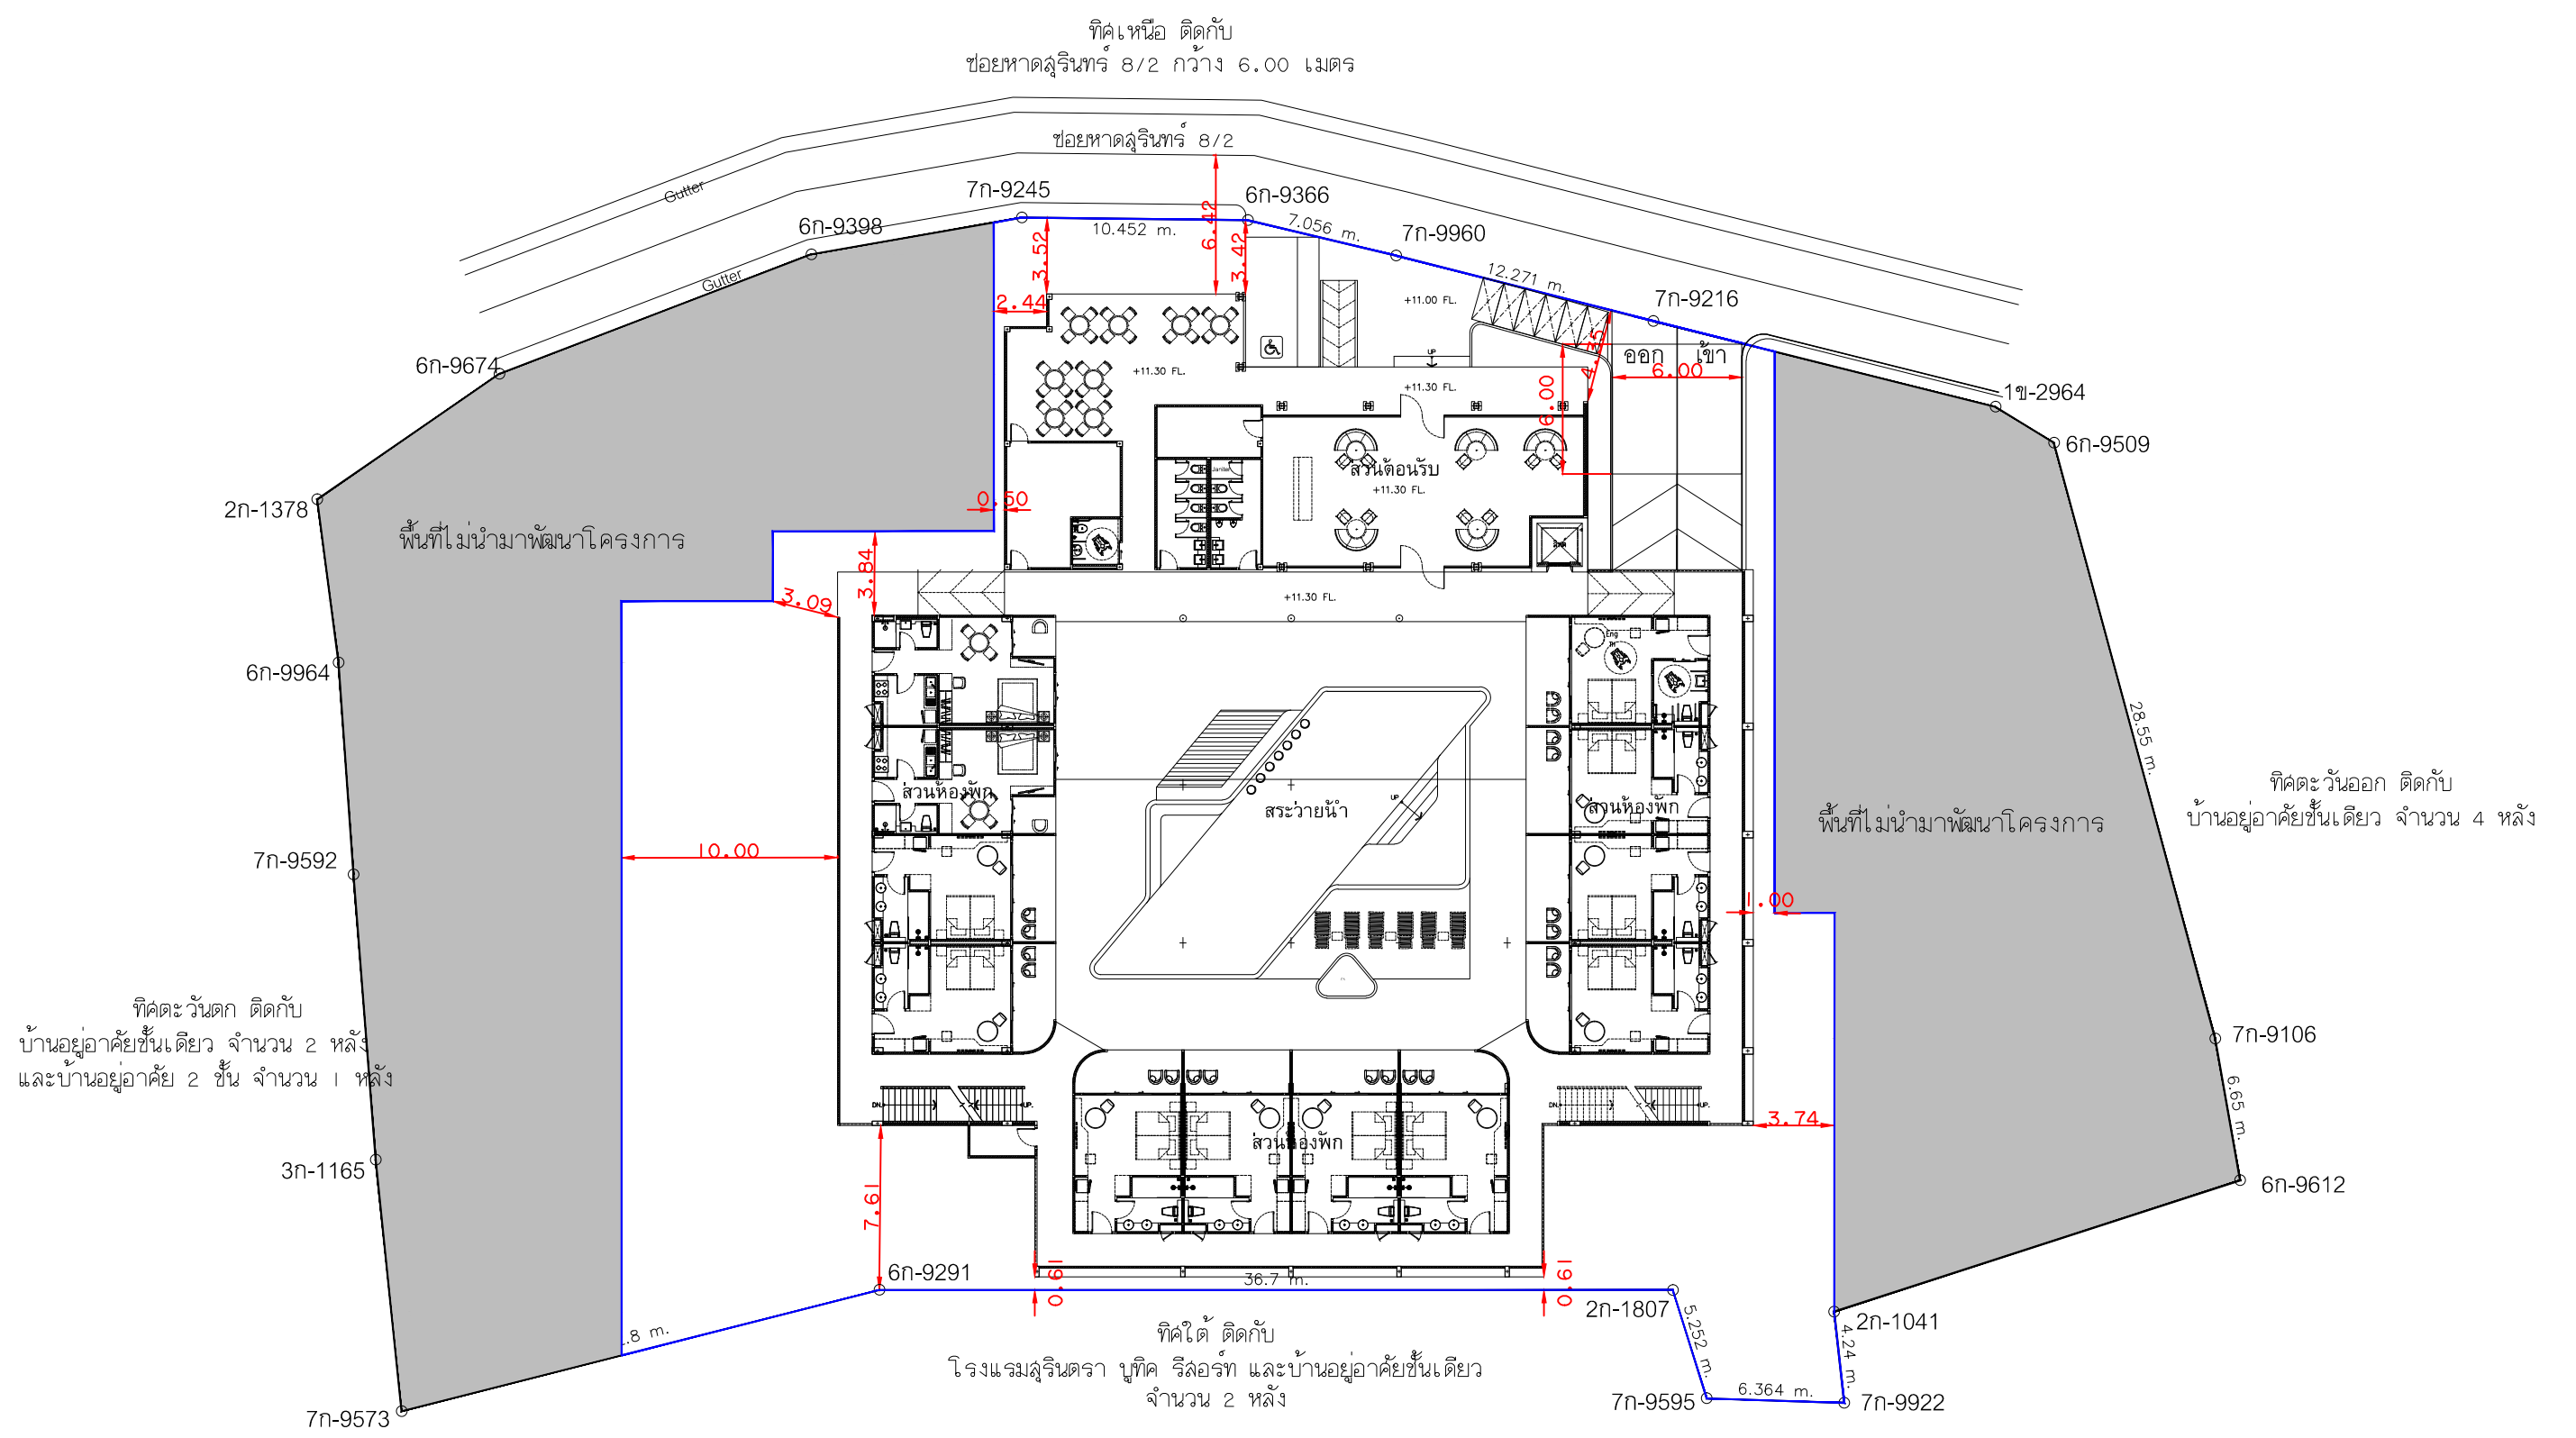 ทิศเหนือ ติดกับ
ซอยหาดสุรินทร์ 8/2 กว้าง 6.00 เมตร
ซอยหาดสุรินทร์ 8/2
Gutter
7ก-9245
6ก-9366
6ก-9398
7.056 m.
7ก-9960
10.452 m.
6.42
3.52
3.42
Gutter
12.271 m.
7ก-9216
+11.00 FL.
2.44
4.35
UP
ออก
เข้า
6.00
6.00
6ก-9674
+11.30 FL.
+11.30 FL.
1ข-2964
6ก-9509
ส่วนต้อนรับ
+11.30 FL.
Janitor
2ก-1378
0.50
พื้นที่ไม่นำมาพัฒนาโครงการ
3.84
3.09
+11.30 FL.
Eng
TH
6ก-9964
28.55 m.
ส่วนห้องพัก
สระว่ายน้ำ
UP
ส่วนห้องพัก
พื้นที่ไม่นำมาพัฒนาโครงการ
ทิศตะวันออก ติดกับ
บ้านอยู่อาศัยชั้นเดียว จำนวน 4 หลัง
10.00
7ก-9592
1.00
ทิศตะวันตก ติดกับ
บ้านอยู่อาศัยชั้นเดียว จำนวน 2 หลัง
และบ้านอยู่อาศัย 2 ชั้น จำนวน 1 หลัง
7ก-9106
6.65 m.
DN.
UP.
DN.
UP.
3.74
ส่วนห้องพัก
3ก-1165
6ก-9612
7.61
6ก-9291
0.61
36.7 m.
0.61
2ก-1807
2ก-1041
.8 m.
5.252 m.
4.24 m.
ทิศใต้ ติดกับ
โรงแรมสุรินตรา บูทิค รีสอร์ท และบ้านอยู่อาศัยชั้นเดียว
จำนวน 2 หลัง
7ก-9573
7ก-9595
6.364 m.
7ก-9922